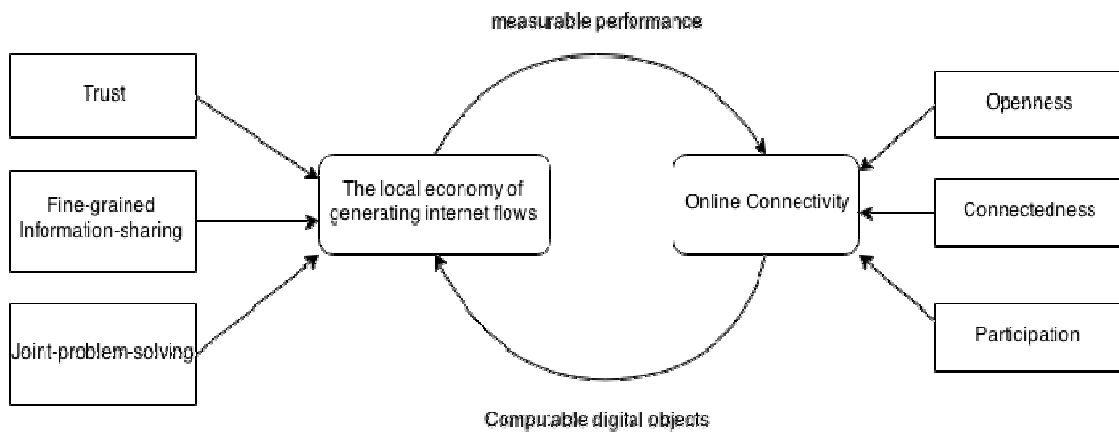 measurable performance
Trust
Fine-grained
Information-sharing
Joint-problem-solving
The local economy of
generating internet flows
Online Connectivity
Openness
Connectedness
Participation
Computable digital objects